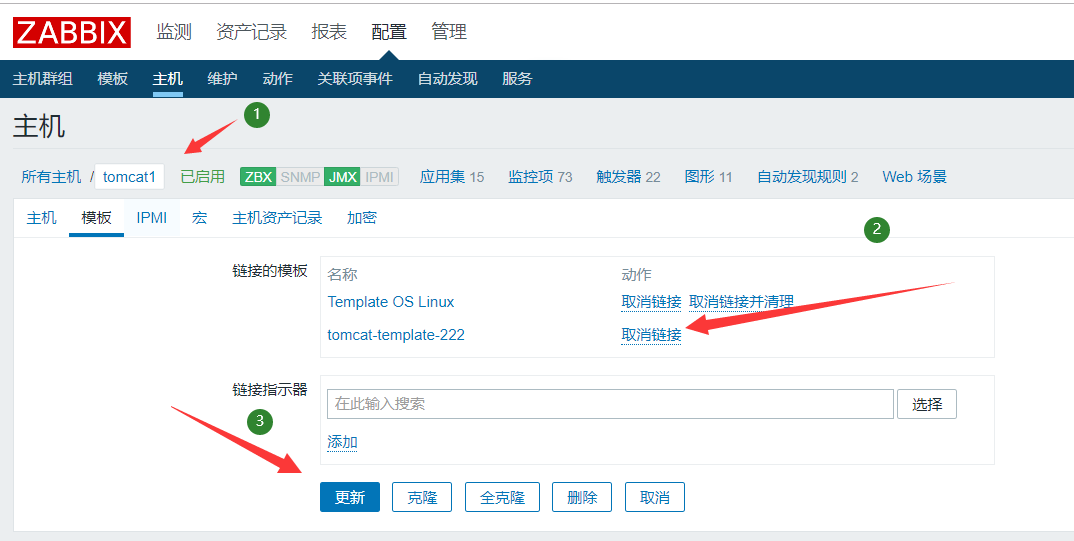 ZABBIX 监测 资产记录 报表 配置 管理
主机群组 模板 主机 维护 动作 关联项事件 自动发现 服务
主机
1
所有主机 / tomcat1 已启用 ZBX SNMP JMX IPMI 应用集 15 监控项 73 触发器 22 图形 11 自动发现规则 2 Web 场景
主机 模板 IPMI 宏 主机资产记录 加密
2
链接的模板 名称 动作
Template OS Linux 取消链接 取消链接并清理
tomcat-template-222 取消链接
链接指示器
在此输入搜索 选择
3
添加
更新 克隆 全克隆 删除 取消